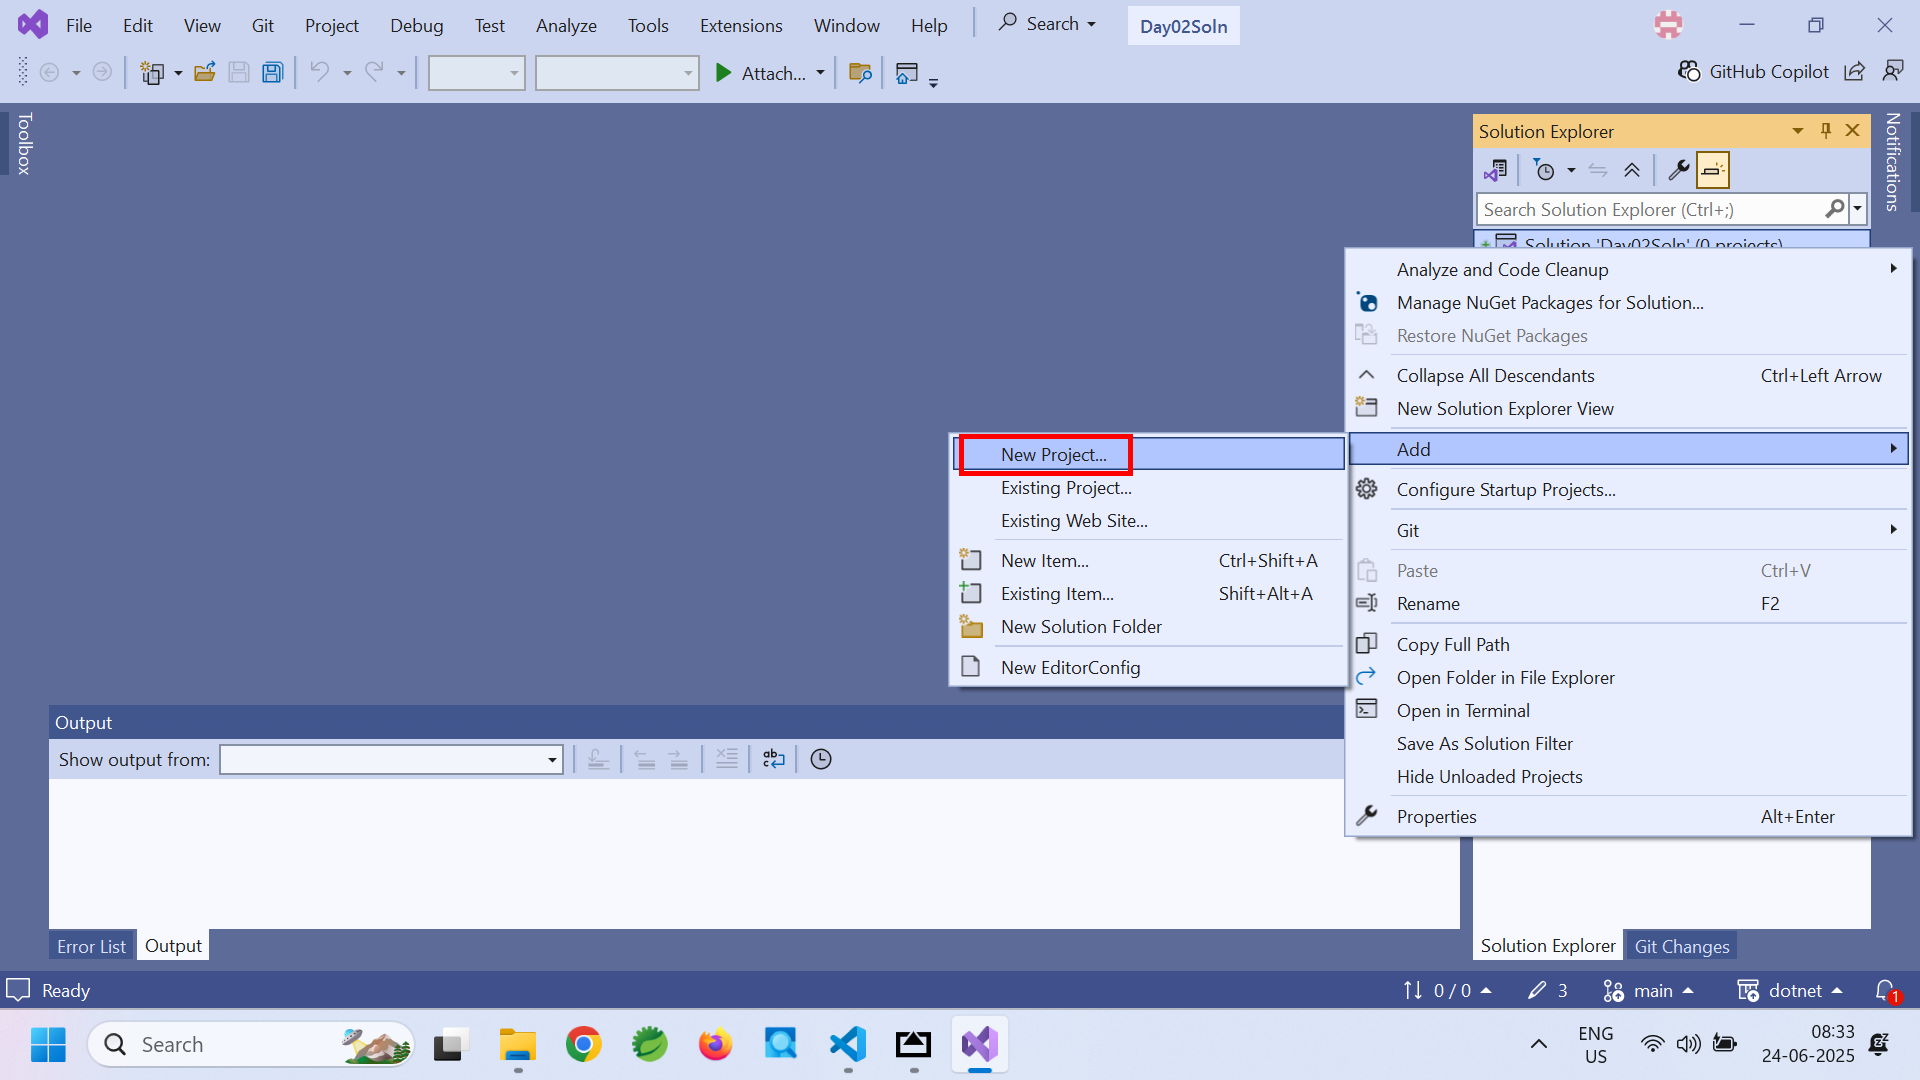 File Edit View Git Project Debug Test Analyze Tools Extensions Window Help Search Day02Soln
Attach... GitHub Copilot
Toolbox
Solution Explorer
Notifications
Search Solution Explorer (Ctrl+;)
Solution 'Day02Soln' (0 projects)
Analyze and Code Cleanup
Manage NuGet Packages for Solution...
Restore NuGet Packages
Collapse All Descendants Ctrl+Left Arrow
New Solution Explorer View
Add
Configure Startup Projects...
Git
Paste Ctrl+V
Rename F2
Copy Full Path
Open Folder in File Explorer
Open in Terminal
Save As Solution Filter
Hide Unloaded Projects
Properties Alt+Enter
New Project...
Existing Project...
Existing Web Site...
New Item... Ctrl+Shift+A
Existing Item... Shift+Alt+A
New Solution Folder
New EditorConfig
Output
Show output from:
ab
Error List Output
Solution Explorer Git Changes
Ready 0 / 0 3 main dotnet 1
Search
ENG
US
08:33
24-06-2025